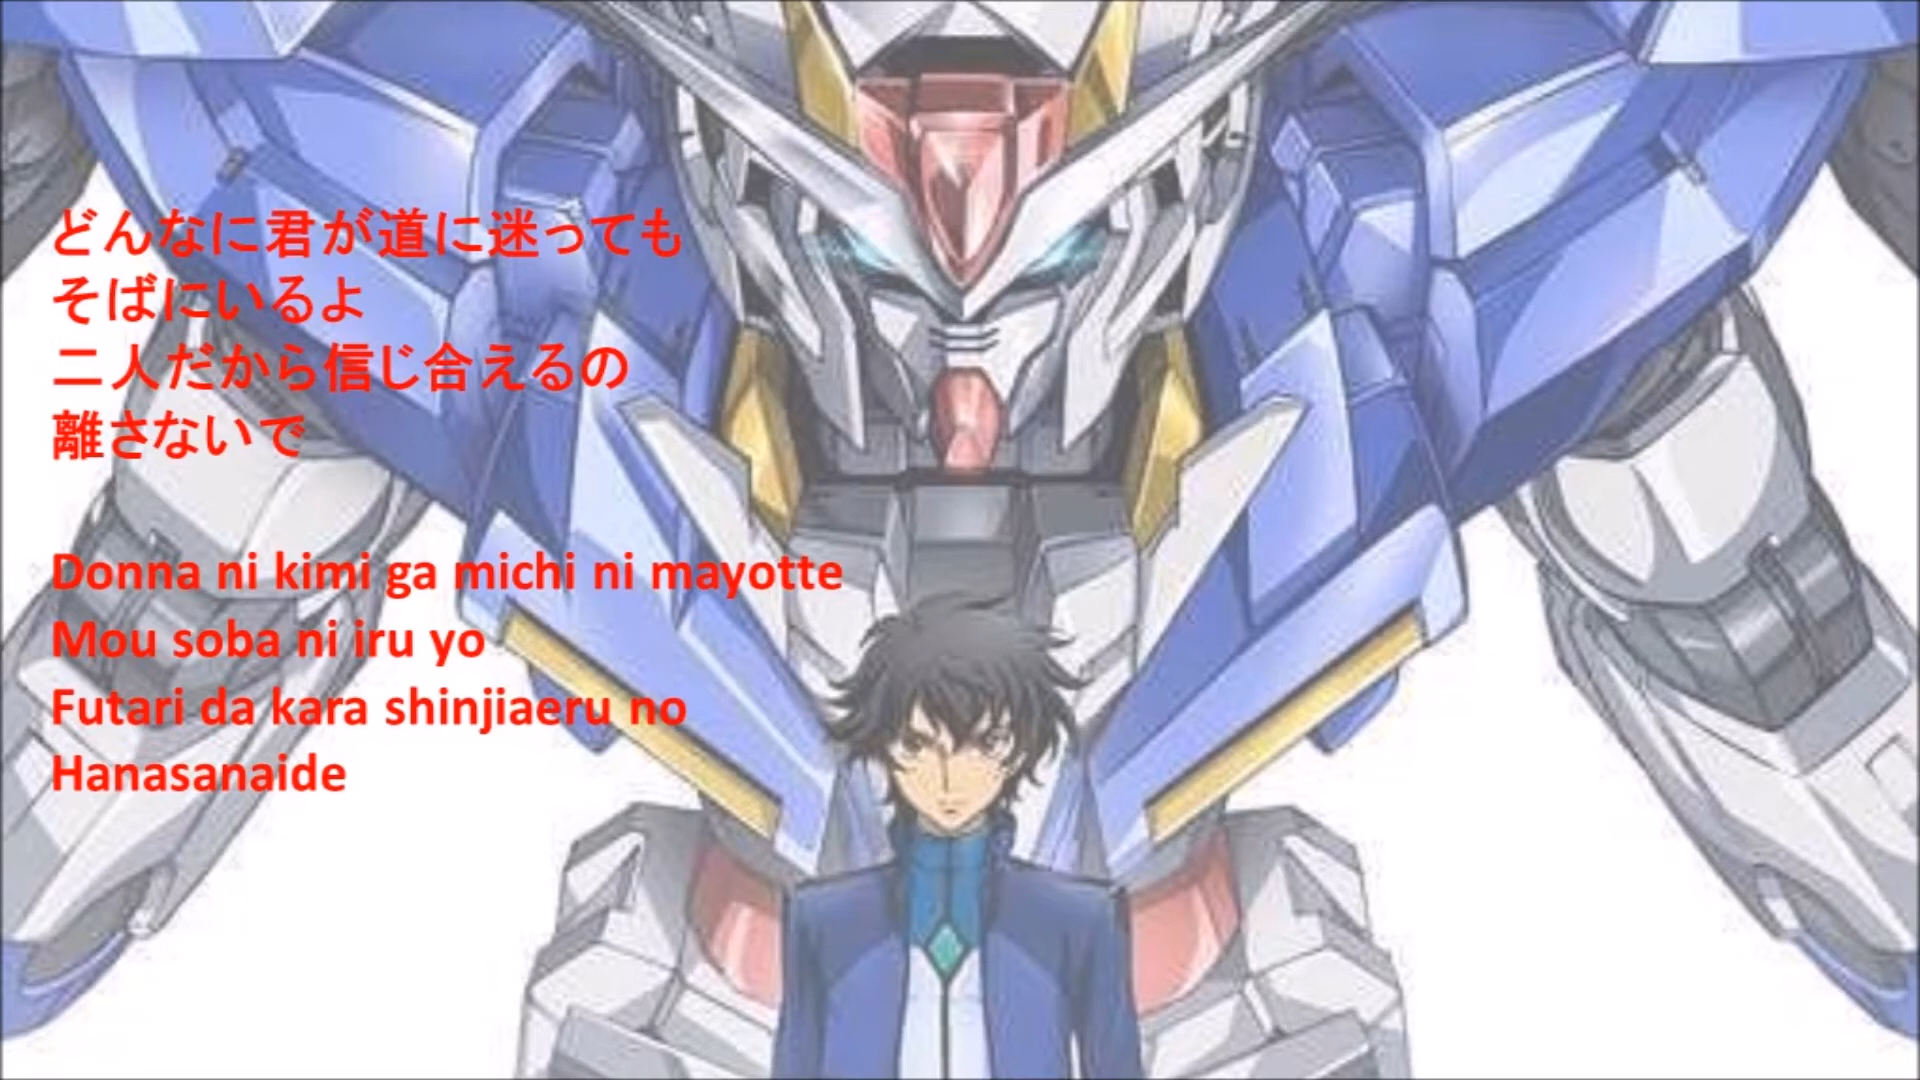 どんなに君が道に迷っても
そばにいるよ
二人だから信じ合えるの
離さないで
Donna ni kimi ga michi ni mayotte
Mou soba ni iru yo
Futari da kara shinjiaeru no
Hanasanaide